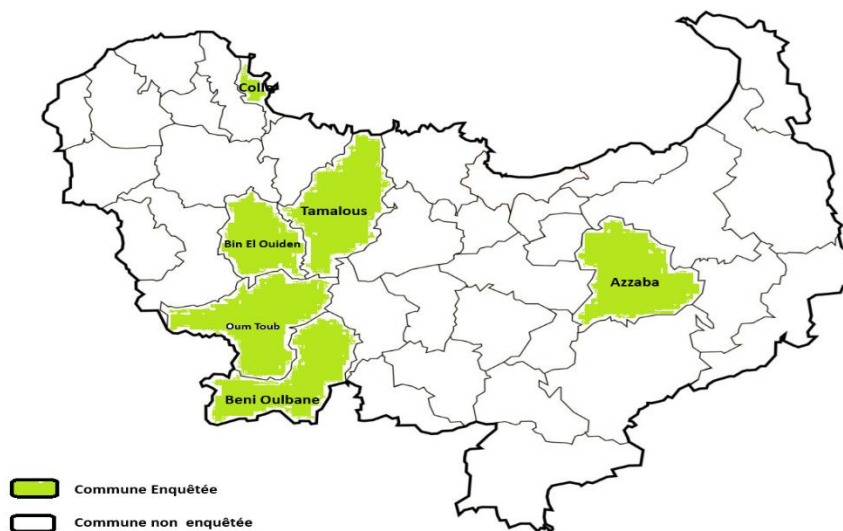 Collo
Tamalous
Bin El Ouiden
Azzaba
Oum Toub
Beni Oulbane
Commune Enquêtée
Commune non enquêtée